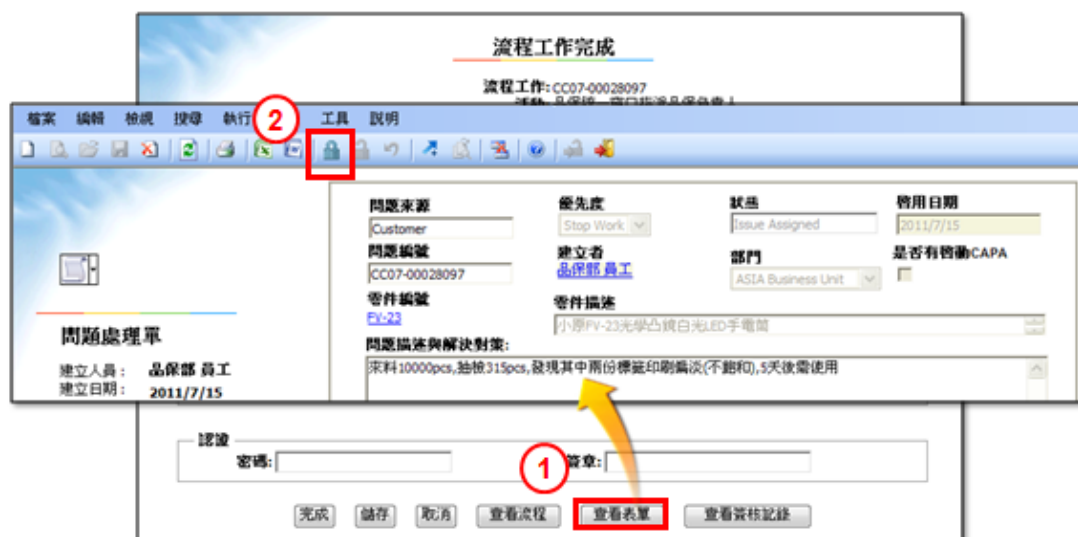 流程工作完成
流程工作: CC07-00028097
檔案 編輯 檢視 搜尋 執行 ② 工具 說明
問題來源 優先度 狀態 啓用日期
Customer Stop Work Issue Assigned 2011/7/15
問題編號 建立者 部門 是否有啓動CAPA
CC07-00028097 品保部 員工 ASIA Business Unit
零件編號 零件描述
FV-23 小原FV-23光學凸鏡白光LED手電筒
問題處理單
問題描述與解決對策:
來料10000pcs,抽檢315pcs,發現其中兩份標籤印刷偏淡(不飽和),5天後需使用
建立人員: 品保部 員工
建立日期: 2011/7/15
認證
密碼: ① 簽章:
完成 儲存 取消 查看流程 查看表單 查看簽核記錄